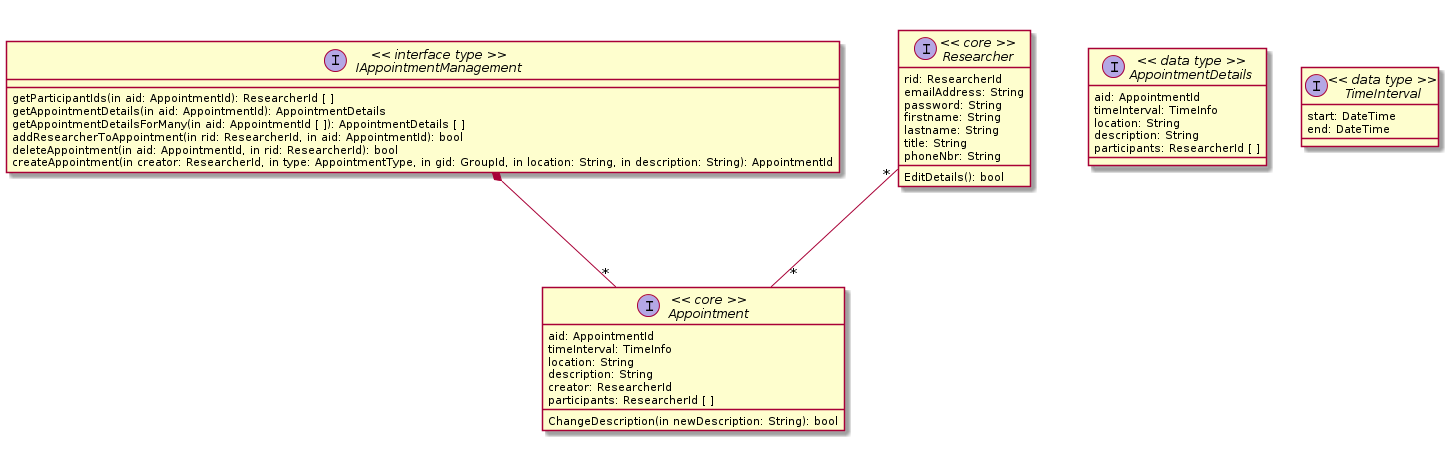 I
<< interface type >>
IAppointmentManagement
getParticipantIds(in aid: AppointmentId): ResearcherId [ ]
getAppointmentDetails(in aid: AppointmentId): AppointmentDetails
getAppointmentDetailsForMany(in aid: AppointmentId [ ]): AppointmentDetails [ ]
addResearcherToAppointment(in rid: ResearcherId, in aid: AppointmentId): bool
deleteAppointment(in aid: AppointmentId, in rid: ResearcherId): bool
createAppointment(in creator: ResearcherId, in type: AppointmentType, in gid: GroupId, in location: String, in description: String): AppointmentId
I
<< core >>
Researcher
rid: ResearcherId
emailAddress: String
password: String
firstname: String
lastname: String
title: String
phoneNbr: String
EditDetails(): bool
I
<< data type >>
AppointmentDetails
aid: AppointmentId
timeInterval: TimeInfo
location: String
description: String
participants: ResearcherId [ ]
I
<< data type >>
TimeInterval
start: DateTime
end: DateTime
*
*
*
I
<< core >>
Appointment
aid: AppointmentId
timeInterval: TimeInfo
location: String
description: String
creator: ResearcherId
participants: ResearcherId [ ]
ChangeDescription(in newDescription: String): bool